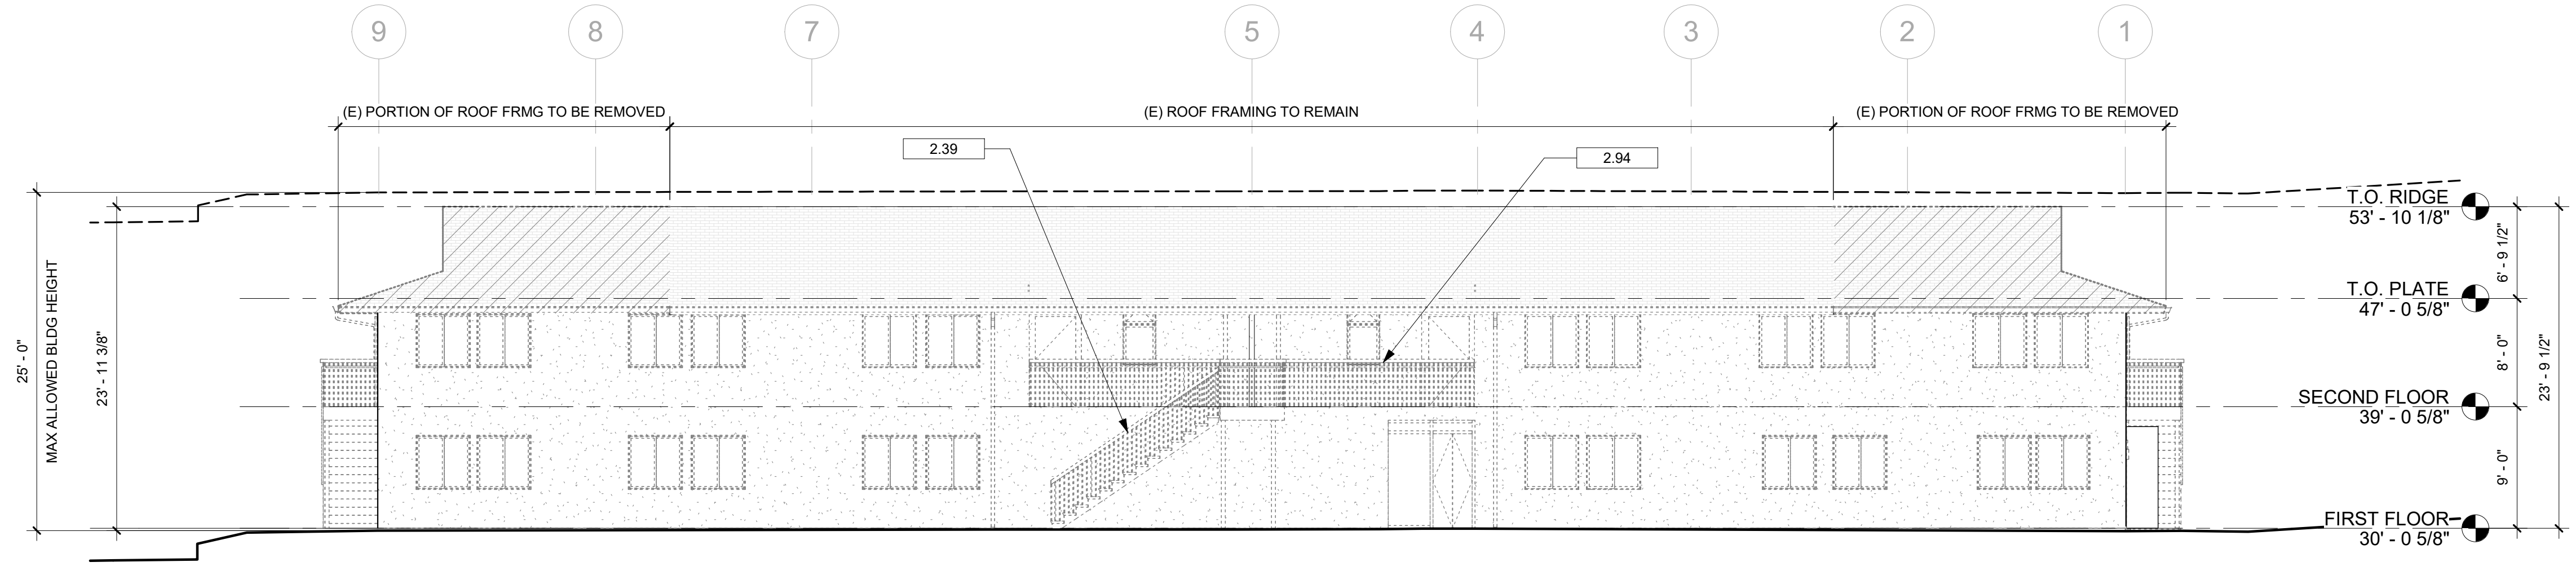 9
8
7
5
4
3
2
1
(E) PORTION OF ROOF FRMG TO BE REMOVED
(E) ROOF FRAMING TO REMAIN
(E) PORTION OF ROOF FRMG TO BE REMOVED
2.39
2.94
25' - 0"
MAX ALLOWED BLDG HEIGHT
23' - 11 3/8"
T.O. RIDGE
53' - 10 1/8"
6' - 9 1/2"
T.O. PLATE
47' - 0 5/8"
8' - 0"
23' - 9 1/2"
SECOND FLOOR
39' - 0 5/8"
9' - 0"
FIRST FLOOR
30' - 0 5/8"